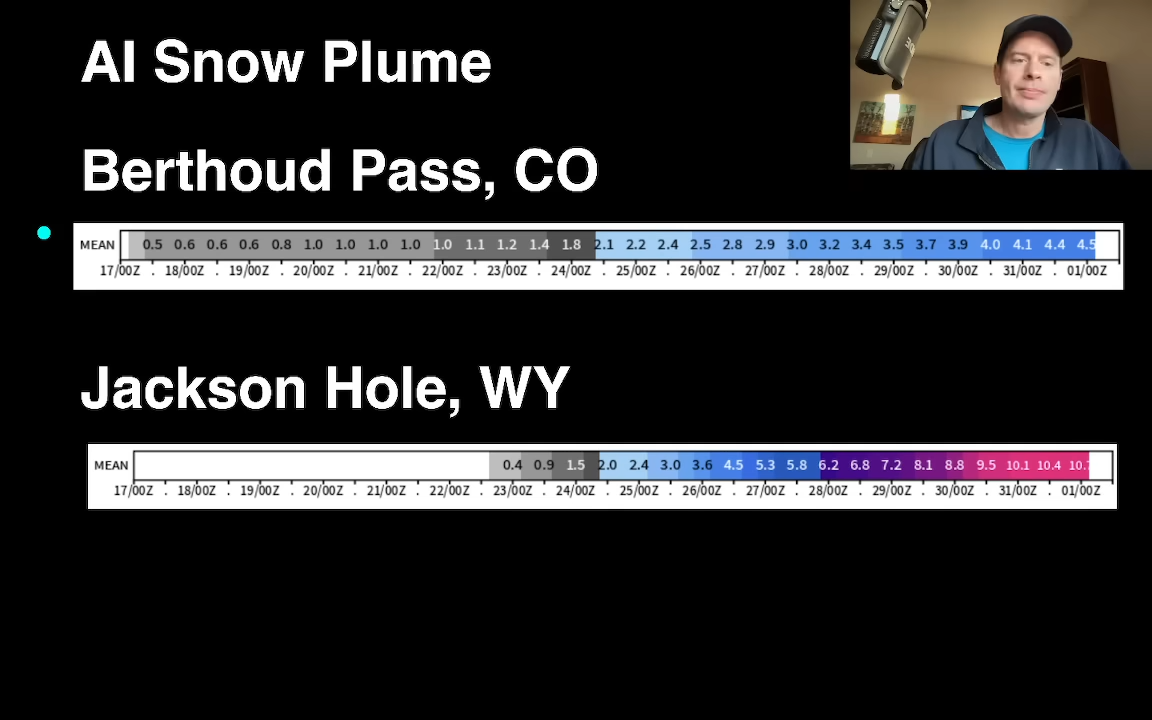 AI Snow Plume
Berthoud Pass, CO
MEAN 0.5 0.6 0.6 0.6 0.8 1.0 1.0 1.0 1.0 1.0 1.1 1.2 1.4 1.8 2.1 2.2 2.4 2.5 2.8 2.9 3.0 3.2 3.4 3.5 3.7 3.9 4.0 4.1 4.4 4.5
17/00Z . 18/00Z . 19/00Z . 20/00Z . 21/00Z . 22/00Z . 23/00Z . 24/00Z . 25/00Z . 26/00Z . 27/00Z . 28/00Z . 29/00Z . 30/00Z . 31/00Z . 01/00Z .
Jackson Hole, WY
MEAN 0.4 0.9 1.5 2.0 2.4 3.0 3.6 4.5 5.3 5.8 6.2 6.8 7.2 8.1 8.8 9.5 10.1 10.4
17/00Z . 18/00Z . 19/00Z . 20/00Z . 21/00Z . 22/00Z . 23/00Z . 24/00Z . 25/00Z . 26/00Z . 27/00Z . 28/00Z . 29/00Z . 30/00Z . 31/00Z . 01/00Z .